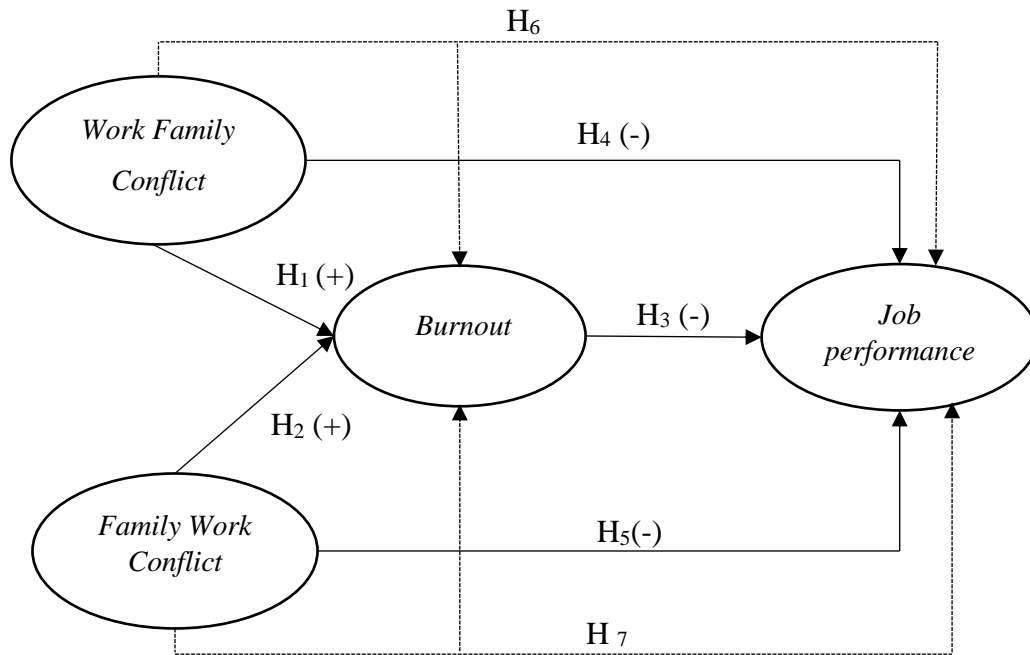 H₆
Work Family
Conflict
H₄ (-)
H₁ (+)
Burnout
H₃ (-)
Job
performance
H₂ (+)
Family Work
Conflict
H₅(-)
H ₇